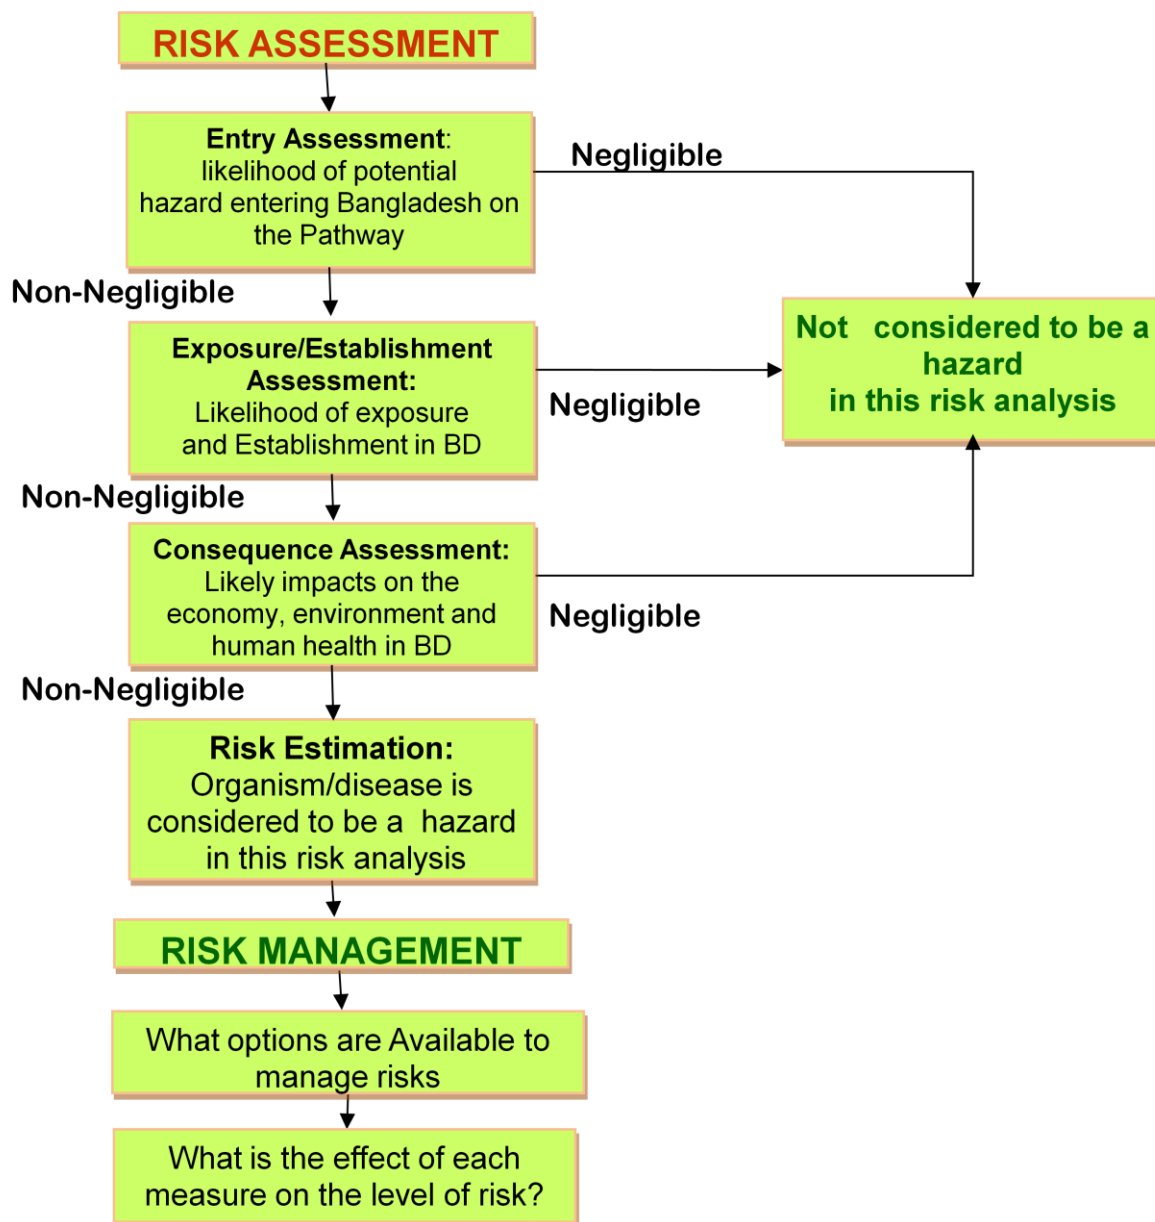 RISK ASSESSMENT
Entry Assessment:
likelihood of potential
hazard entering Bangladesh on
the Pathway
Negligible
Non-Negligible
Not considered to be a
hazard
in this risk analysis
Exposure/Establishment
Assessment:
Likelihood of exposure
and Establishment in BD
Negligible
Non-Negligible
Consequence Assessment:
Likely impacts on the
economy, environment and
human health in BD
Negligible
Non-Negligible
Risk Estimation:
Organism/disease is
considered to be a hazard
in this risk analysis
RISK MANAGEMENT
What options are Available to
manage risks
What is the effect of each
measure on the level of risk?